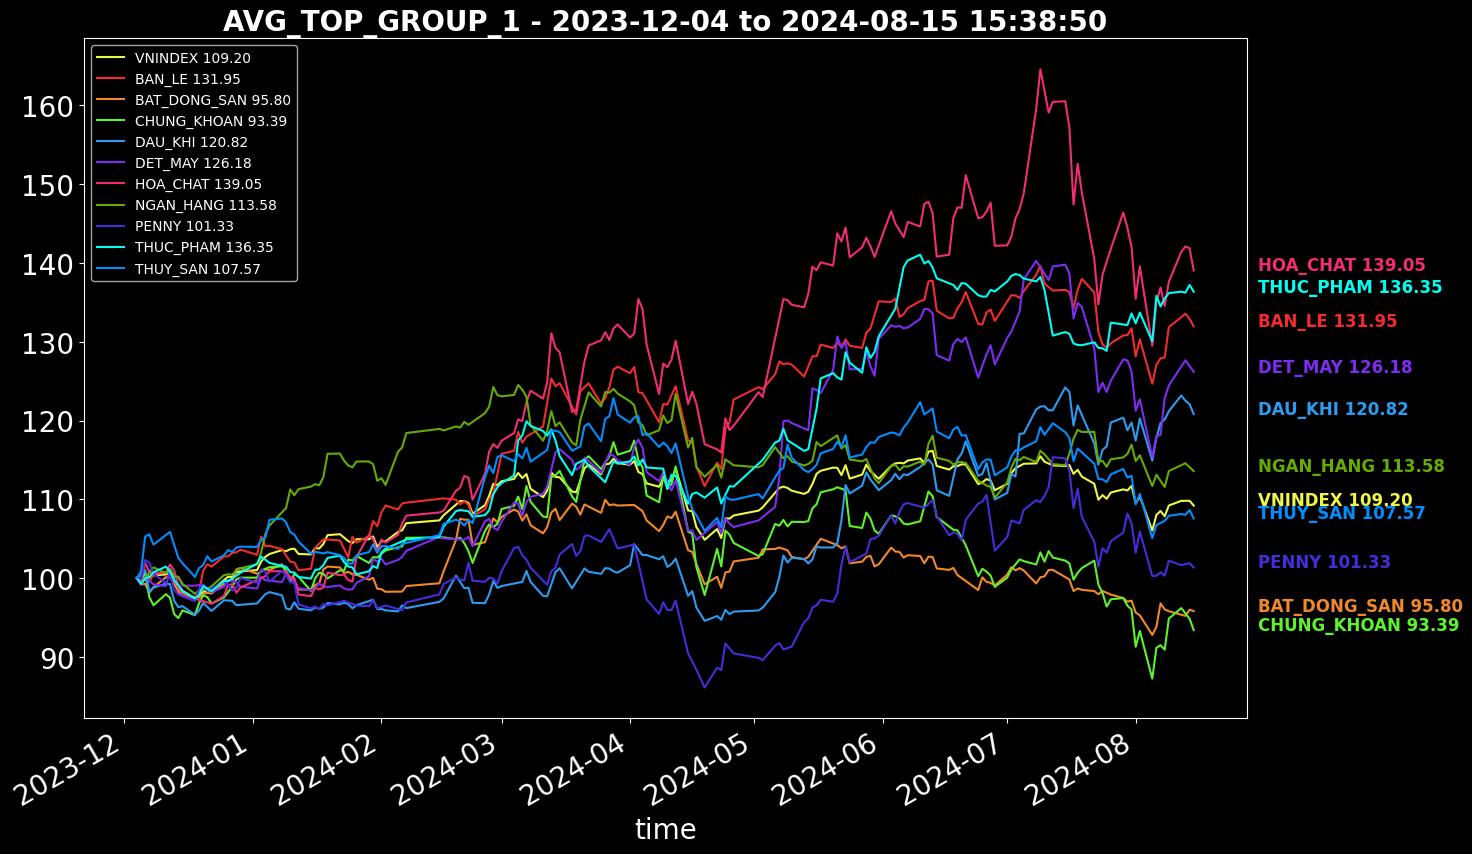 AVG_TOP_GROUP_1 - 2023-12-04 to 2024-08-15 15:38:50
VNINDEX 109.20
BAN_LE 131.95
BAT_DONG_SAN 95.80
CHUNG_KHOAN 93.39
DAU_KHI 120.82
DET_MAY 126.18
HOA_CHAT 139.05
NGAN_HANG 113.58
PENNY 101.33
THUC_PHAM 136.35
THUY_SAN 107.57
160
150
140
130
120
110
100
90
HOA_CHAT 139.05
THUC_PHAM 136.35
BAN_LE 131.95
DET_MAY 126.18
DAU_KHI 120.82
NGAN_HANG 113.58
VNINDEX 109.20
THUY_SAN 107.57
PENNY 101.33
BAT_DONG_SAN 95.80
CHUNG_KHOAN 93.39
2023-12
2024-01
2024-02
2024-03
2024-04
2024-05
2024-06
2024-07
2024-08
time